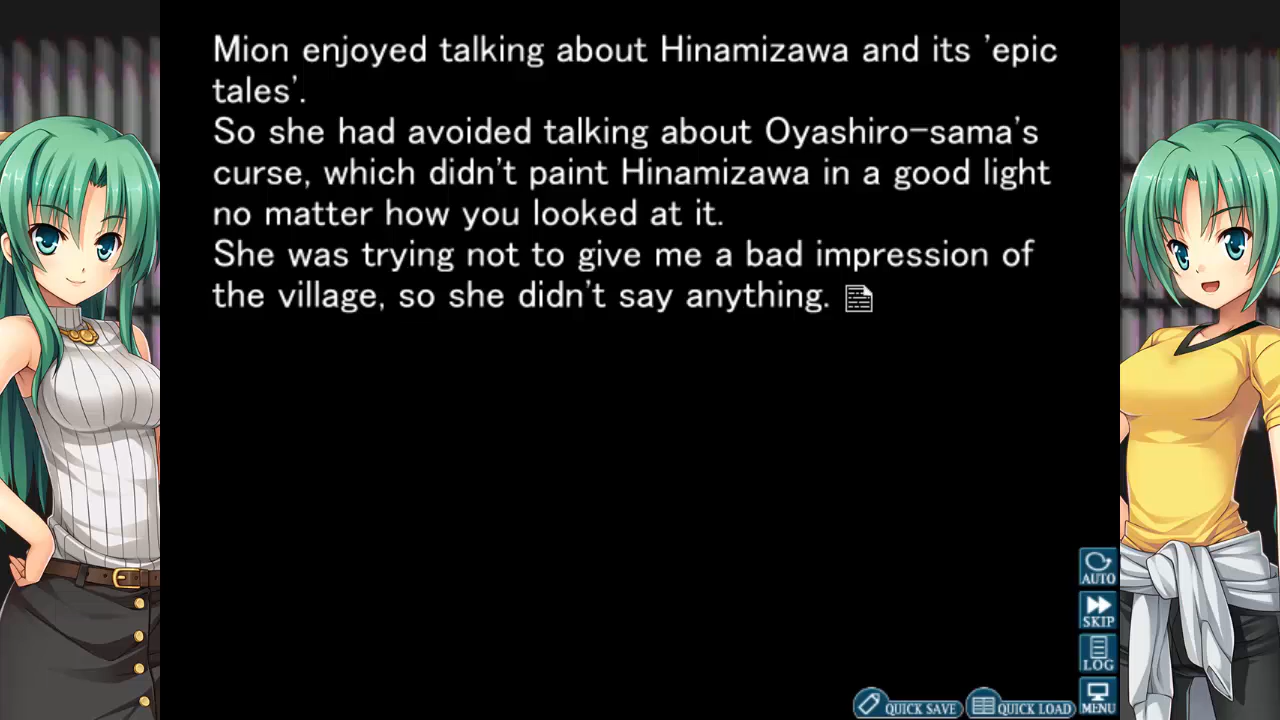 Mion enjoyed talking about Hinamizawa and its 'epic
tales'.
So she had avoided talking about Oyashiro-sama's
curse, which didn't paint Hinamizawa in a good light
no matter how you looked at it.
She was trying not to give me a bad impression of
the village, so she didn't say anything.
AUTO
SKIP
LOG
QUICK SAVE QUICK LOAD MENU